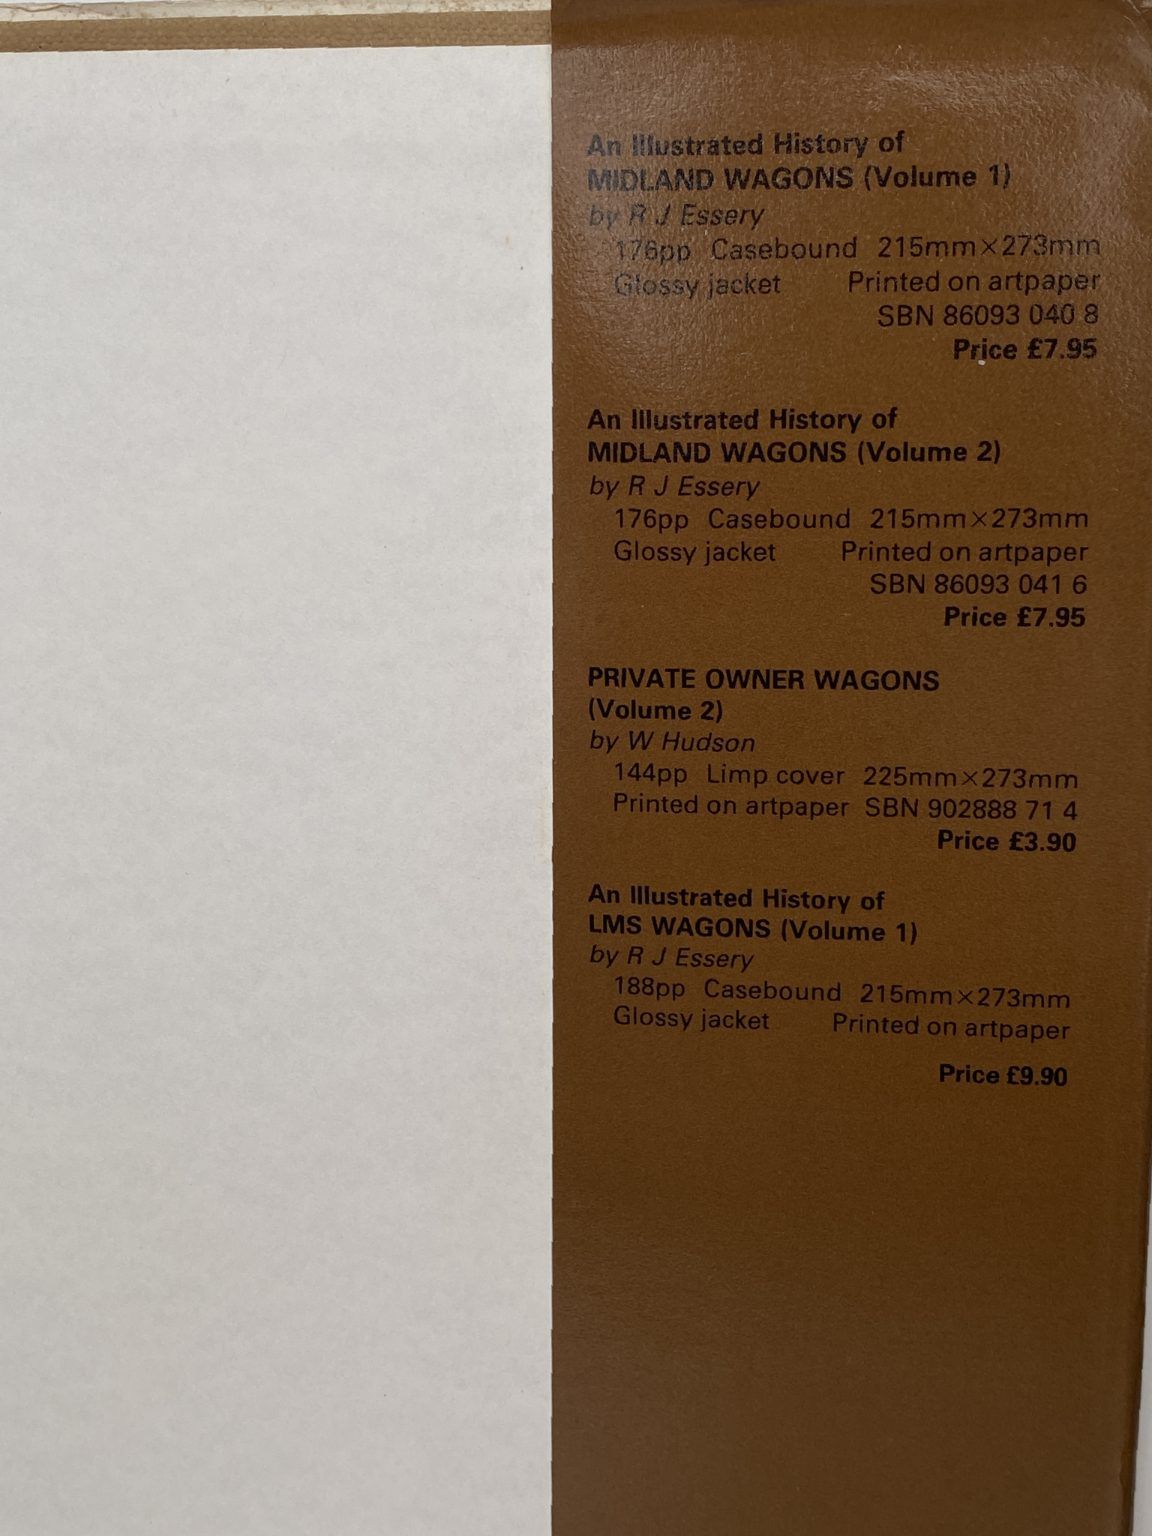 An Illustrated History of
MIDLAND WAGONS (Volume 1)
by R J Essery
176pp Casebound 215mm×273mm
Glossy jacket Printed on artpaper
SBN 86093 040 8
Price £7.95
An Illustrated History of
MIDLAND WAGONS (Volume 2)
by R J Essery
176pp Casebound 215mm×273mm
Glossy jacket Printed on artpaper
SBN 86093 041 6
Price £7.95
PRIVATE OWNER WAGONS
(Volume 2)
by W Hudson
144pp Limp cover 225mm×273mm
Printed on artpaper SBN 902888 71 4
Price £3.90
An Illustrated History of
LMS WAGONS (Volume 1)
by R J Essery
188pp Casebound 215mm×273mm
Glossy jacket Printed on artpaper
Price £9.90